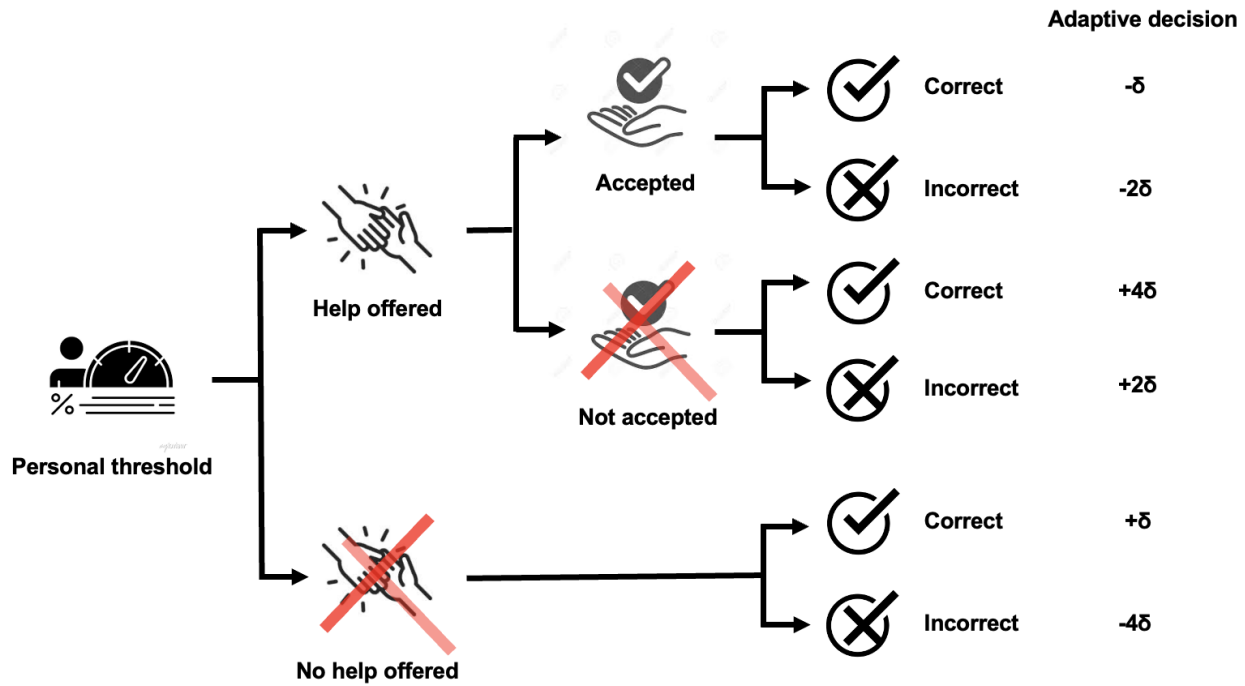 Adaptive decision
Correct
-δ
Accepted
Incorrect
-2δ
Help offered
Correct
+4δ
Not accepted
Incorrect
+2δ
%
Personal threshold
Correct
+δ
No help offered
Incorrect
-4δ